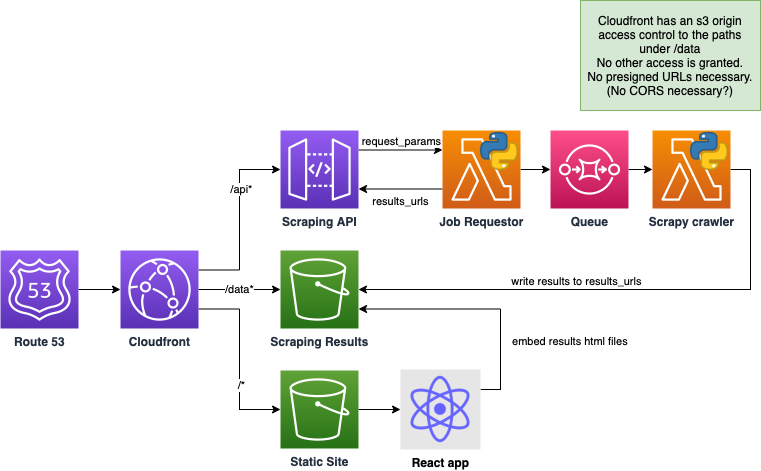 Cloudfront has an s3 origin
access control to the paths
under /data
No other access is granted.
No presigned URLs necessary.
(No CORS necessary?)
request_params
</>
/api*
results_urls
Scraping API
Job Requestor
Queue
Scrapy crawler
53
/data*
write results to results_urls
Route 53
Cloudfront
Scraping Results
embed results html files
/*
Static Site
React app